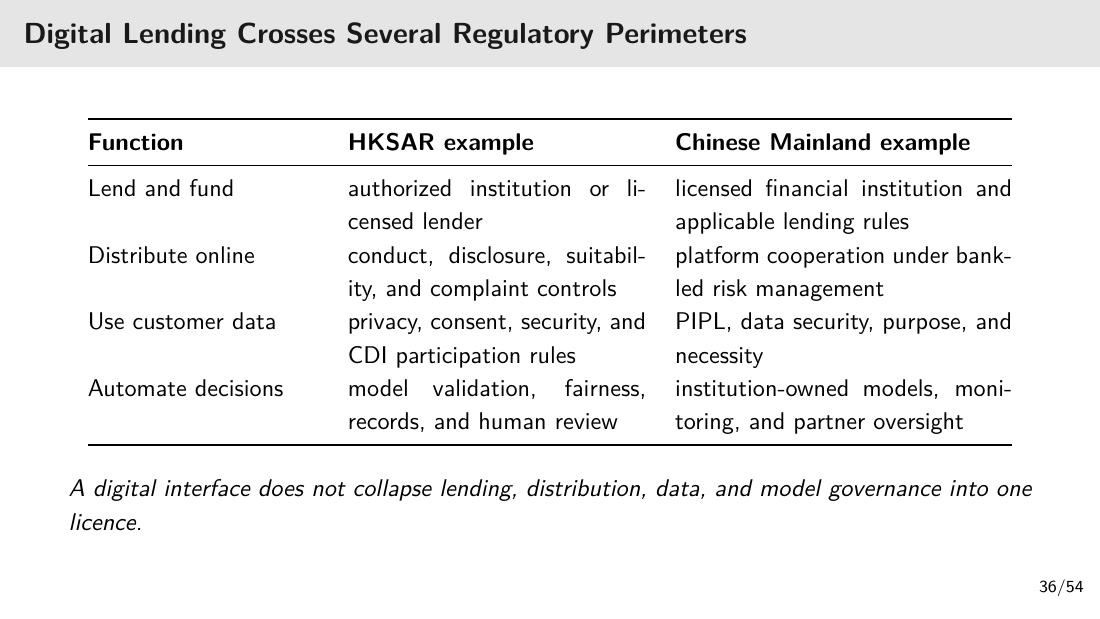 Digital Lending Crosses Several Regulatory Perimeters
Function HKSAR example Chinese Mainland example
Lend and fund authorized institution or li- licensed financial institution and
censed lender applicable lending rules
Distribute online conduct, disclosure, suitabil- platform cooperation under bank-
ity, and complaint controls led risk management
Use customer data privacy, consent, security, and PIPL, data security, purpose, and
CDI participation rules necessity
Automate decisions model validation, fairness, institution-owned models, moni-
records, and human review toring, and partner oversight
A digital interface does not collapse lending, distribution, data, and model governance into one
licence.
36/54